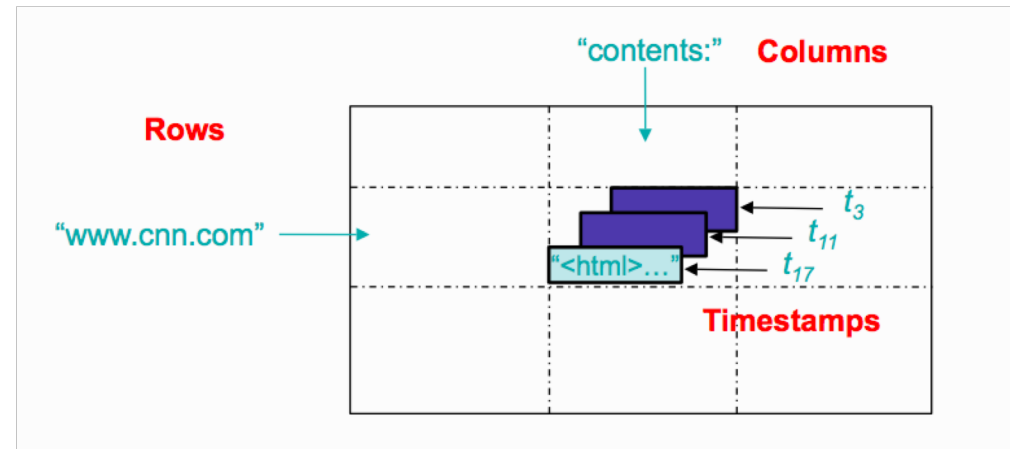 “contents:”
Columns
Rows
“www.cnn.com”
t3
t11
“<html>...”
t17
Timestamps